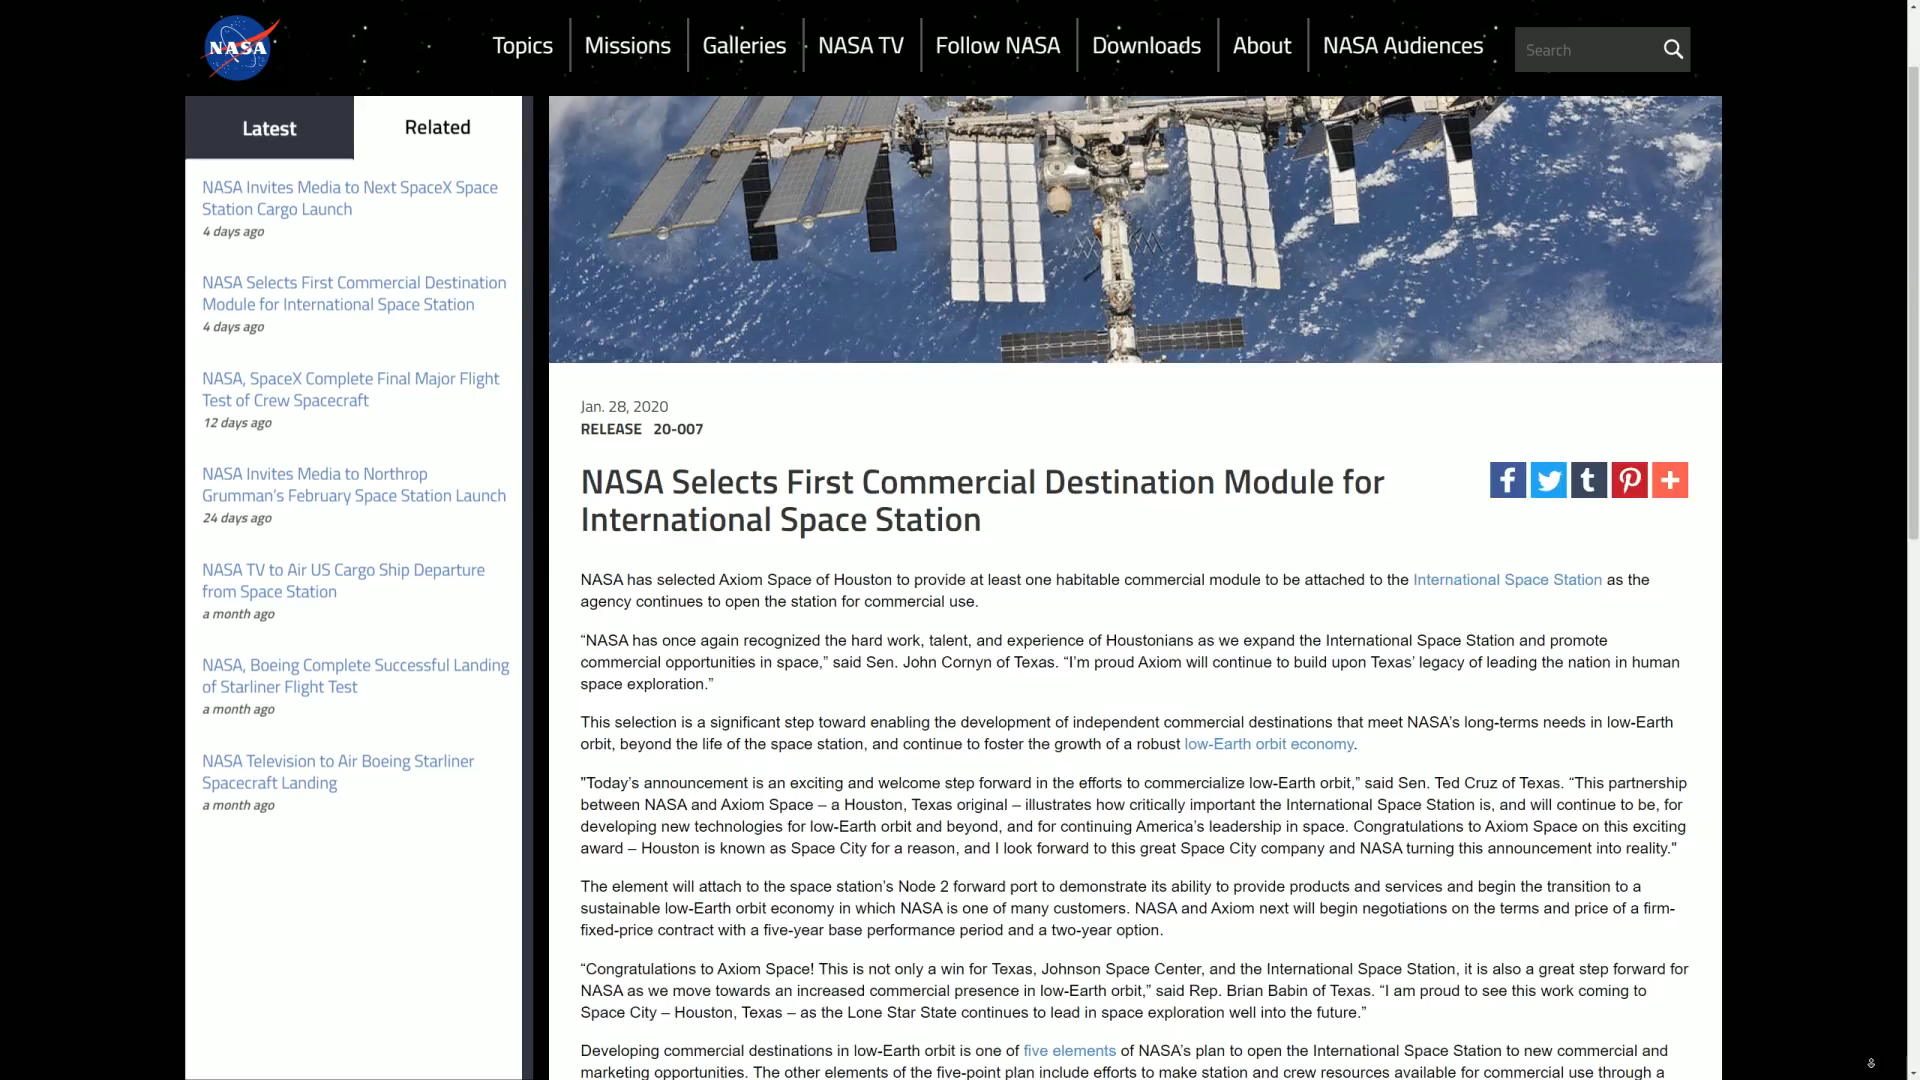 NASA
Topics
Missions
Galleries
NASA TV
Follow NASA
Downloads
About
NASA Audiences
Search
Latest
Related
NASA Invites Media to Next SpaceX Space
Station Cargo Launch
4 days ago
NASA Selects First Commercial Destination
Module for International Space Station
4 days ago
NASA, SpaceX Complete Final Major Flight
Test of Crew Spacecraft
12 days ago
NASA Invites Media to Northrop
Grumman's February Space Station Launch
24 days ago
NASA TV to Air US Cargo Ship Departure
from Space Station
a month ago
NASA, Boeing Complete Successful Landing
of Starliner Flight Test
a month ago
NASA Television to Air Boeing Starliner
Spacecraft Landing
a month ago
Jan. 28, 2020
RELEASE 20-007
NASA Selects First Commercial Destination Module for
International Space Station
NASA has selected Axiom Space of Houston to provide at least one habitable commercial module to be attached to the International Space Station as the
agency continues to open the station for commercial use.
“NASA has once again recognized the hard work, talent, and experience of Houstonians as we expand the International Space Station and promote
commercial opportunities in space,” said Sen. John Cornyn of Texas. “I’m proud Axiom will continue to build upon Texas’ legacy of leading the nation in human
space exploration.”
This selection is a significant step toward enabling the development of independent commercial destinations that meet NASA’s long-terms needs in low-Earth
orbit, beyond the life of the space station, and continue to foster the growth of a robust low-Earth orbit economy.
"Today’s announcement is an exciting and welcome step forward in the efforts to commercialize low-Earth orbit,” said Sen. Ted Cruz of Texas. “This partnership
between NASA and Axiom Space – a Houston, Texas original – illustrates how critically important the International Space Station is, and will continue to be, for
developing new technologies for low-Earth orbit and beyond, and for continuing America’s leadership in space. Congratulations to Axiom Space on this exciting
award – Houston is known as Space City for a reason, and I look forward to this great Space City company and NASA turning this announcement into reality."
The element will attach to the space station’s Node 2 forward port to demonstrate its ability to provide products and services and begin the transition to a
sustainable low-Earth orbit economy in which NASA is one of many customers. NASA and Axiom next will begin negotiations on the terms and price of a firm-
fixed-price contract with a five-year base performance period and a two-year option.
“Congratulations to Axiom Space! This is not only a win for Texas, Johnson Space Center, and the International Space Station, it is also a great step forward for
NASA as we move towards an increased commercial presence in low-Earth orbit,” said Rep. Brian Babin of Texas. “I am proud to see this work coming to
Space City – Houston, Texas – as the Lone Star State continues to lead in space exploration well into the future.”
Developing commercial destinations in low-Earth orbit is one of five elements of NASA’s plan to open the International Space Station to new commercial and
marketing opportunities. The other elements of the five-point plan include efforts to make station and crew resources available for commercial use through a